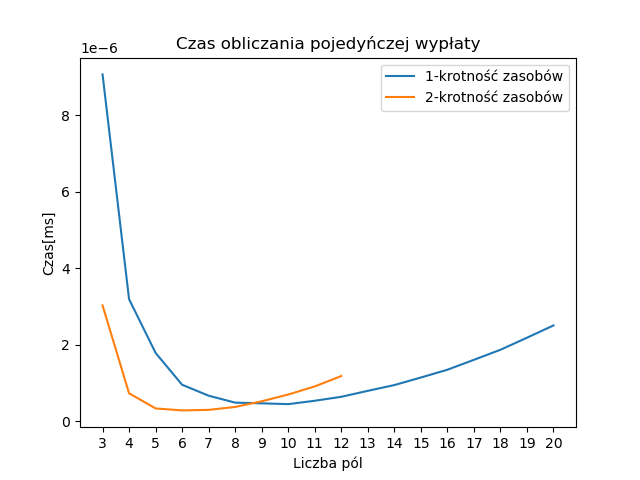 Czas obliczania pojedyńczej wypłaty
1e−6
1-krotność zasobów
2-krotność zasobów
8
6
4
2
0
Czas[ms]
3 4 5 6 7 8 9 10 11 12 13 14 15 16 17 18 19 20
Liczba pól